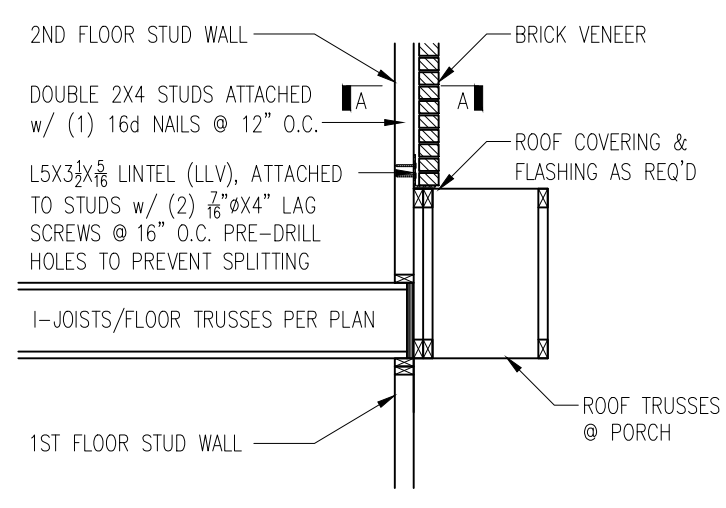 2ND FLOOR STUD WALL
BRICK VENEER
DOUBLE 2X4 STUDS ATTACHED
w/ (1) 16d NAILS @ 12" O.C.
A
A
ROOF COVERING &
FLASHING AS REQ'D
L5X3½X5/16 LINTEL (LLV), ATTACHED
TO STUDS w/ (2) 7/16"øX4" LAG
SCREWS @ 16" O.C. PRE-DRILL
HOLES TO PREVENT SPLITTING
I-JOISTS/FLOOR TRUSSES PER PLAN
ROOF TRUSSES
@ PORCH
1ST FLOOR STUD WALL